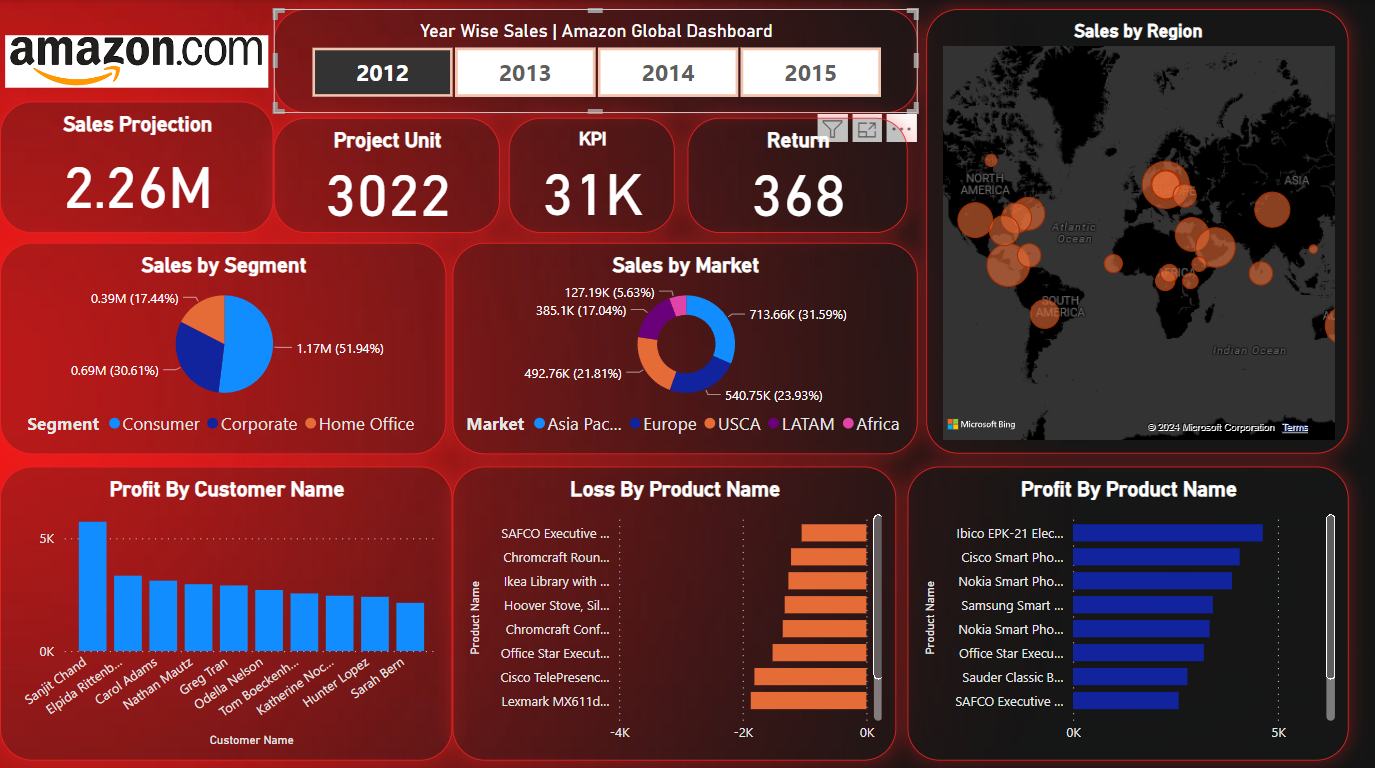 amazon.com
Year Wise Sales | Amazon Global Dashboard
2012 2013 2014 2015
Sales Projection
2.26M
Project Unit
3022
KPI
31K
Return
368
Sales by Region
NORTH
AMERICA
ASIA
Atlantic
Ocean
AFRICA
SOUTH
AMERICA
Indian Ocean
Microsoft Bing
© 2024 Microsoft Corporation Terms
Sales by Segment
0.39M (17.44%)
1.17M (51.94%)
0.69M (30.61%)
Segment Consumer Corporate Home Office
Sales by Market
127.19K (5.63%)
385.1K (17.04%)
713.66K (31.59%)
492.76K (21.81%)
540.75K (23.93%)
Market Asia Pac... Europe USCA LATAM Africa
Profit By Customer Name
5K
0K
Sanjit Chand
Elpida Rittenb...
Carol Adams
Nathan Mautz
Greg Tran
Odella Nelson
Tom Boeckenh...
Katherine Noc...
Hunter Lopez
Sarah Bern
Customer Name
Loss By Product Name
Product Name
SAFCO Executive ...
Chromcraft Roun...
Ikea Library with ...
Hoover Stove, Sil...
Chromcraft Conf...
Office Star Execut...
Cisco TelePresenc...
Lexmark MX611d...
-4K -2K 0K
Profit By Product Name
Product Name
Ibico EPK-21 Elec...
Cisco Smart Pho...
Nokia Smart Pho...
Samsung Smart ...
Nokia Smart Pho...
Office Star Execu...
Sauder Classic B...
SAFCO Executive ...
0K 5K